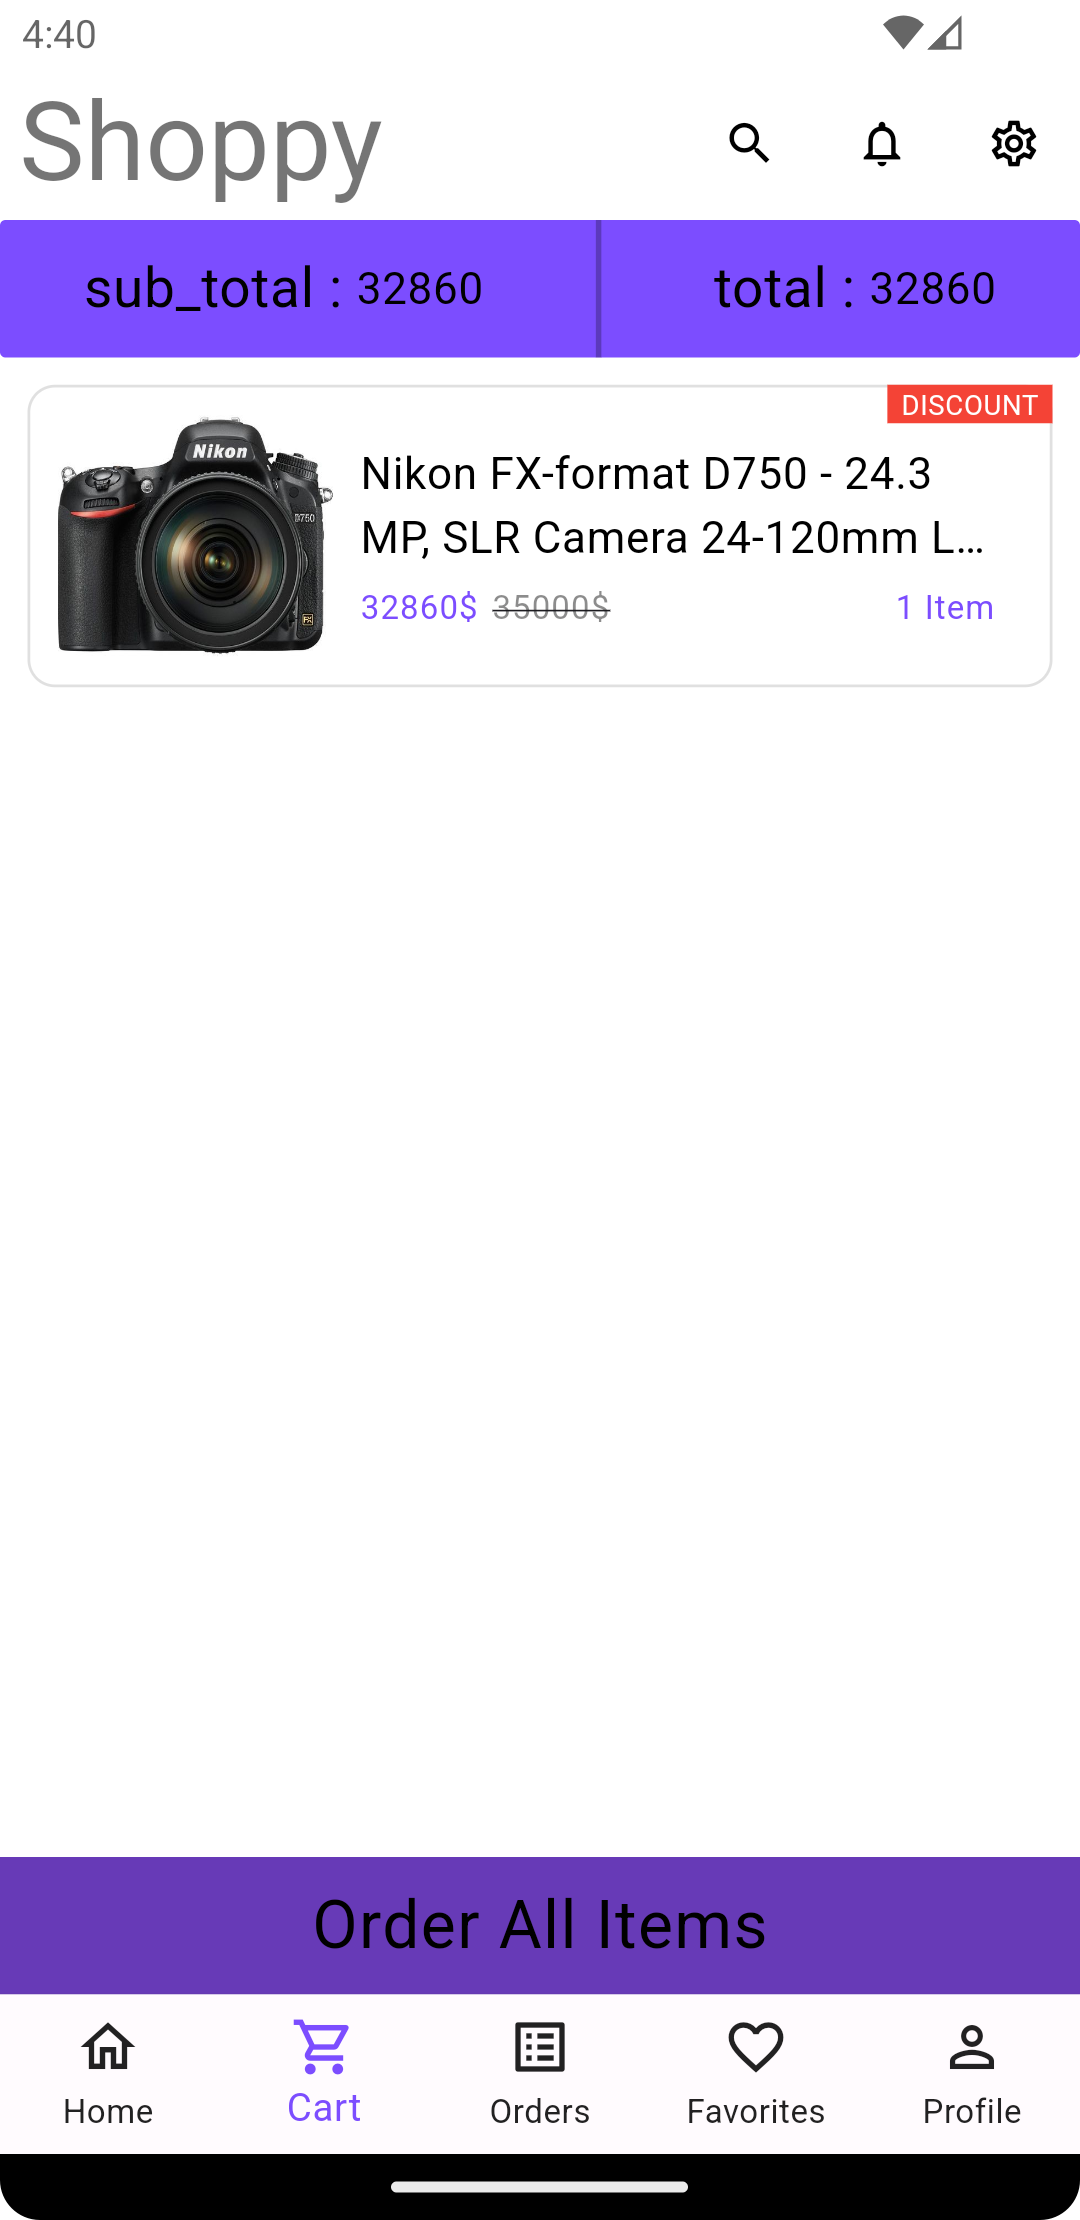 4:40
Shoppy
sub_total : 32860
total : 32860
DISCOUNT
Nikon
D750
FX
Nikon FX-format D750 - 24.3
MP, SLR Camera 24-120mm L...
32860$ 35000$
1 Item
Order All Items
Home
Cart
Orders
Favorites
Profile